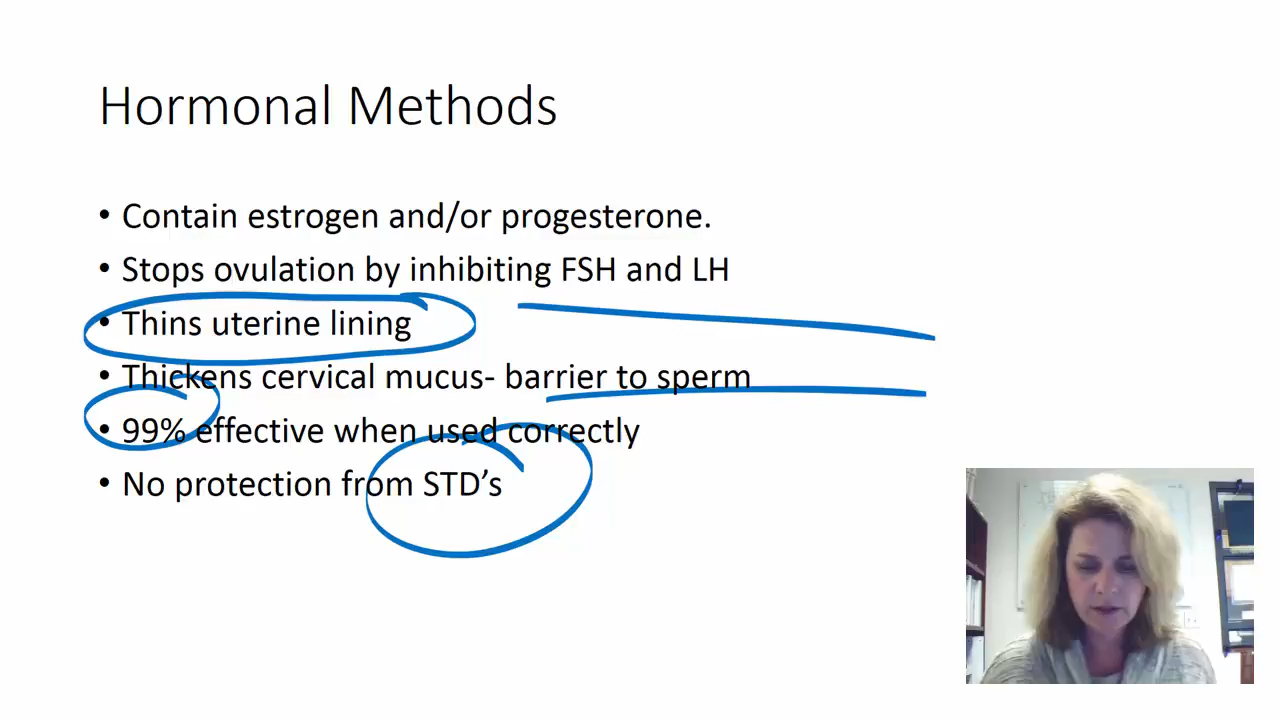 Hormonal Methods
• Contain estrogen and/or progesterone.
• Stops ovulation by inhibiting FSH and LH
• Thins uterine lining
• Thickens cervical mucus- barrier to sperm
• 99% effective when used correctly
• No protection from STD’s